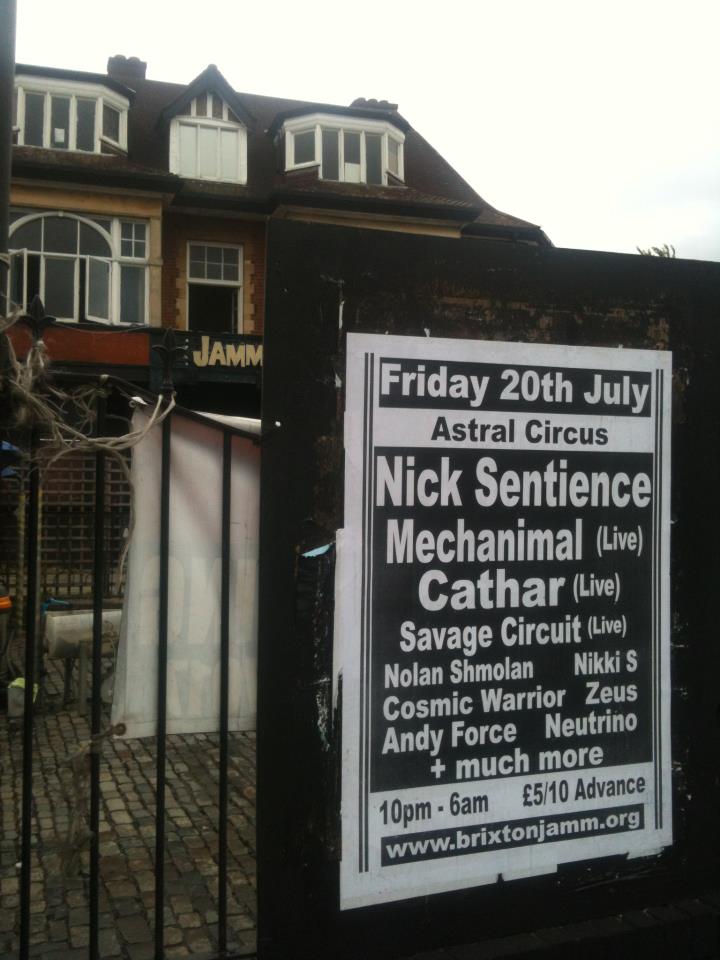 JAMM
Friday 20th July
Astral Circus
Nick Sentience
Mechanimal (Live)
Cathar (Live)
Savage Circuit (Live)
Nolan Shmolan Nikki S
Cosmic Warrior Zeus
Andy Force Neutrino
+ much more
10pm - 6am £5/10 Advance
www.brixtonjamm.org